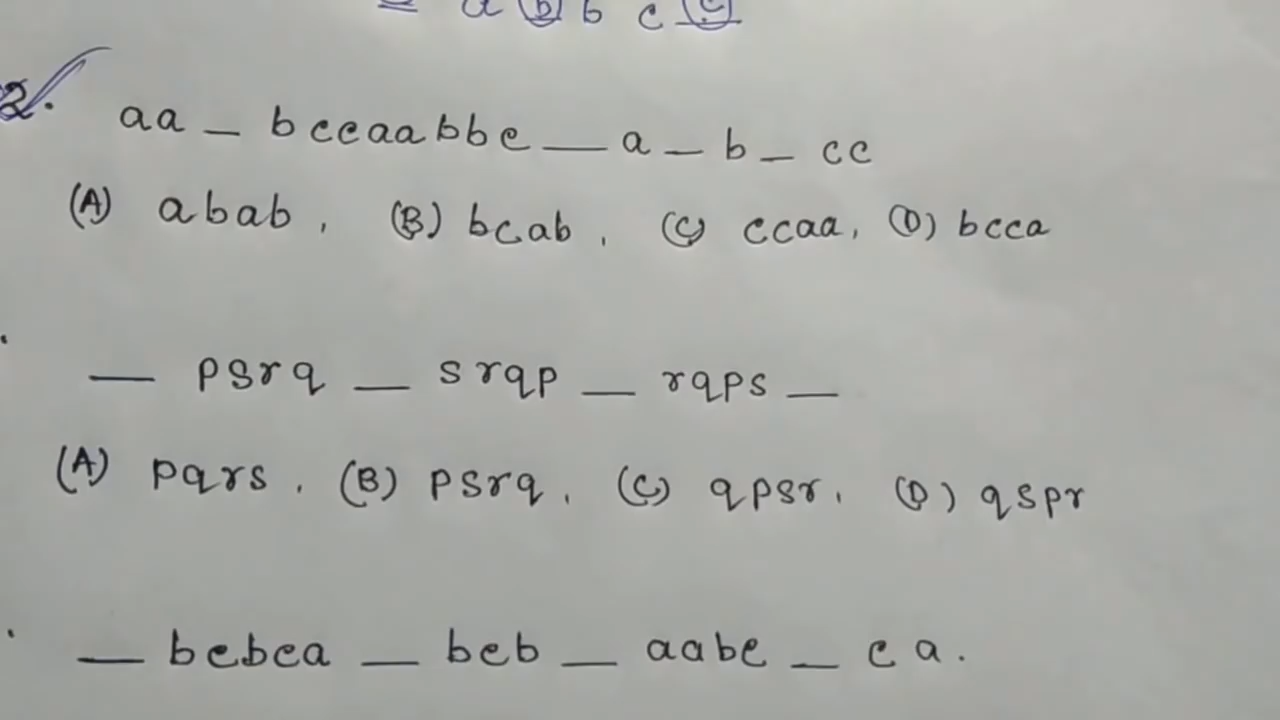 a b b c c
2. aa _ bccaabbc __ a _ b _ cc
(A) abab, (B) bcab, (C) ccaa, (D) bcca
__ psrq __ srqp __ rqps __
(A) pqrs, (B) psrq, (C) qpsr, (D) qspr
__ bcbca __ bcb __ aabc __ ca.